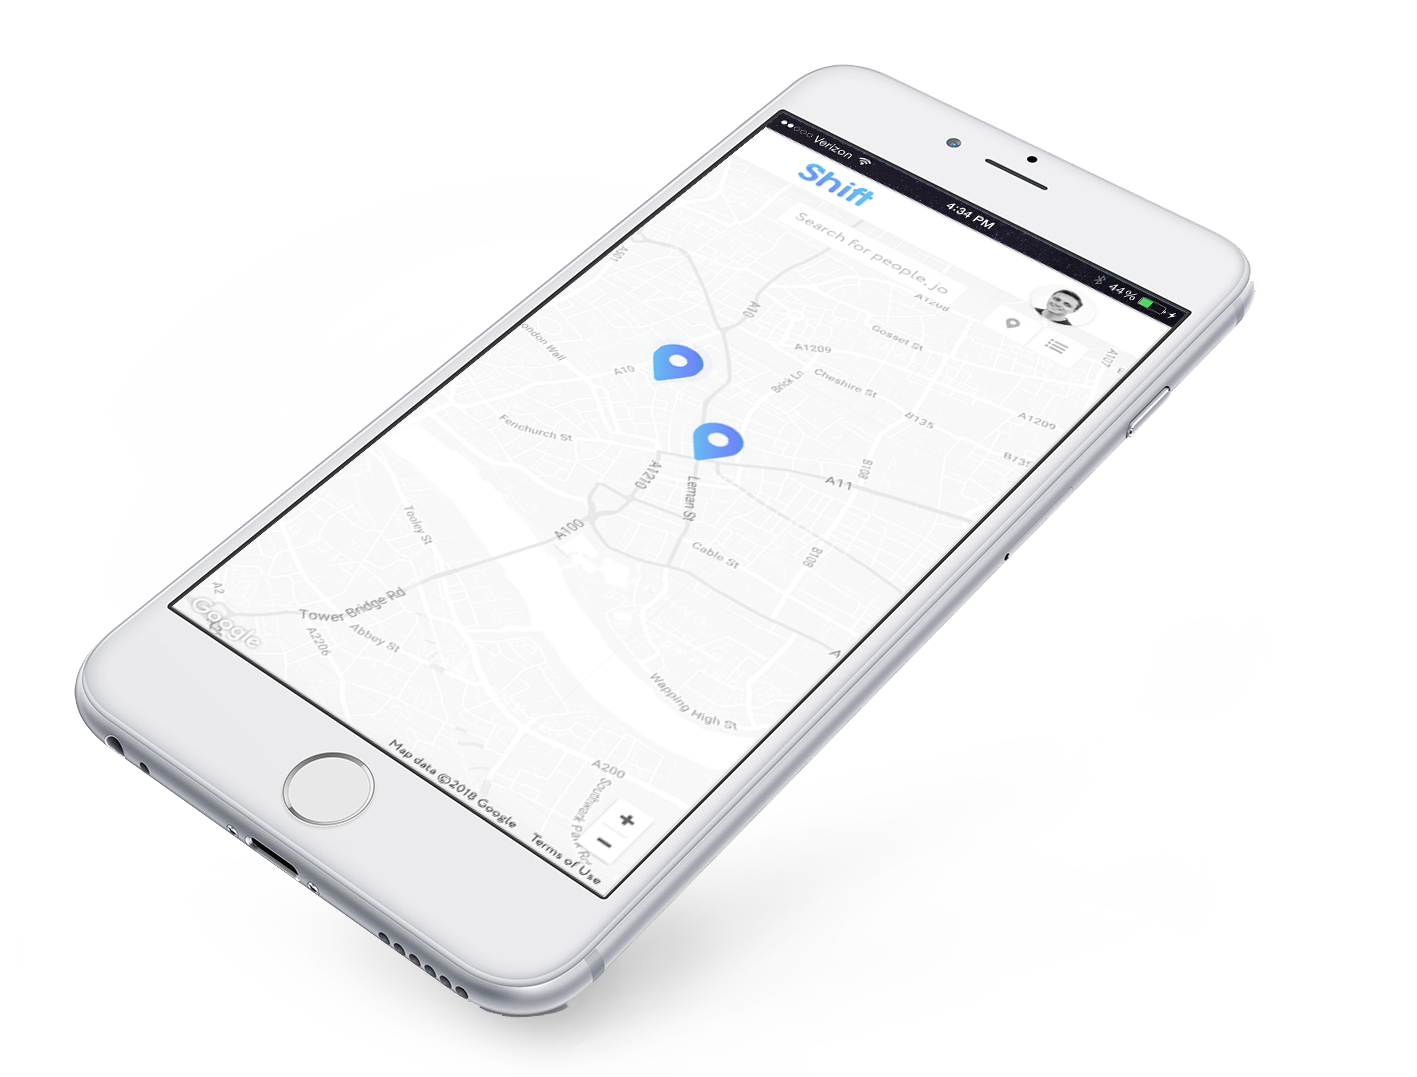 Verizon
4:34 PM
44%
Shift
Search for people, jo
A1208
A501
A10
Gosset St
A1209
A107
London Wall
A10
Brick Ln
Cheshire St
B135
A1209
B135
Fenchurch St
A1210
Leman St
B108
A11
Tooley St
A100
Cable St
B108
A2
Google
Tower Bridge Rd
A2206
Abbey St
A
Wapping High St
A200
Southwark Park Rd
+
−
Map data ©2018 Google
Terms of Use